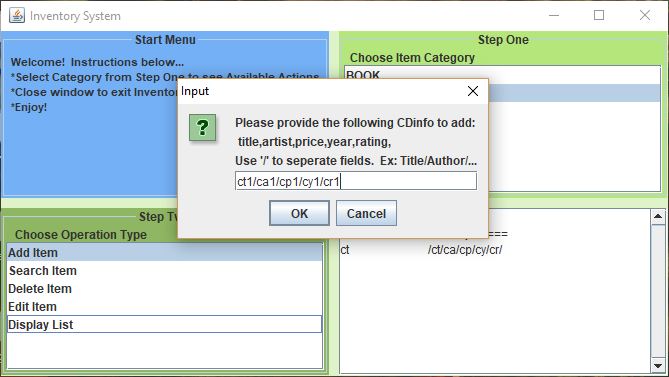 Inventory System
Start Menu
Welcome! Instructions below...
*Select Category from Step One to see Available Actions
*Close window to exit Inventor
*Enjoy!
Step One
Choose Item Category
BOOK
Input
Please provide the following CDinfo to add:
title,artist,price,year,rating,
Use '/' to seperate fields. Ex: Title/Author/...
ct1/ca1/cp1/cy1/cr1
OK
Cancel
Step Tw
Choose Operation Type
Add Item
Search Item
Delete Item
Edit Item
Display List
===
ct /ct/ca/cp/cy/cr/